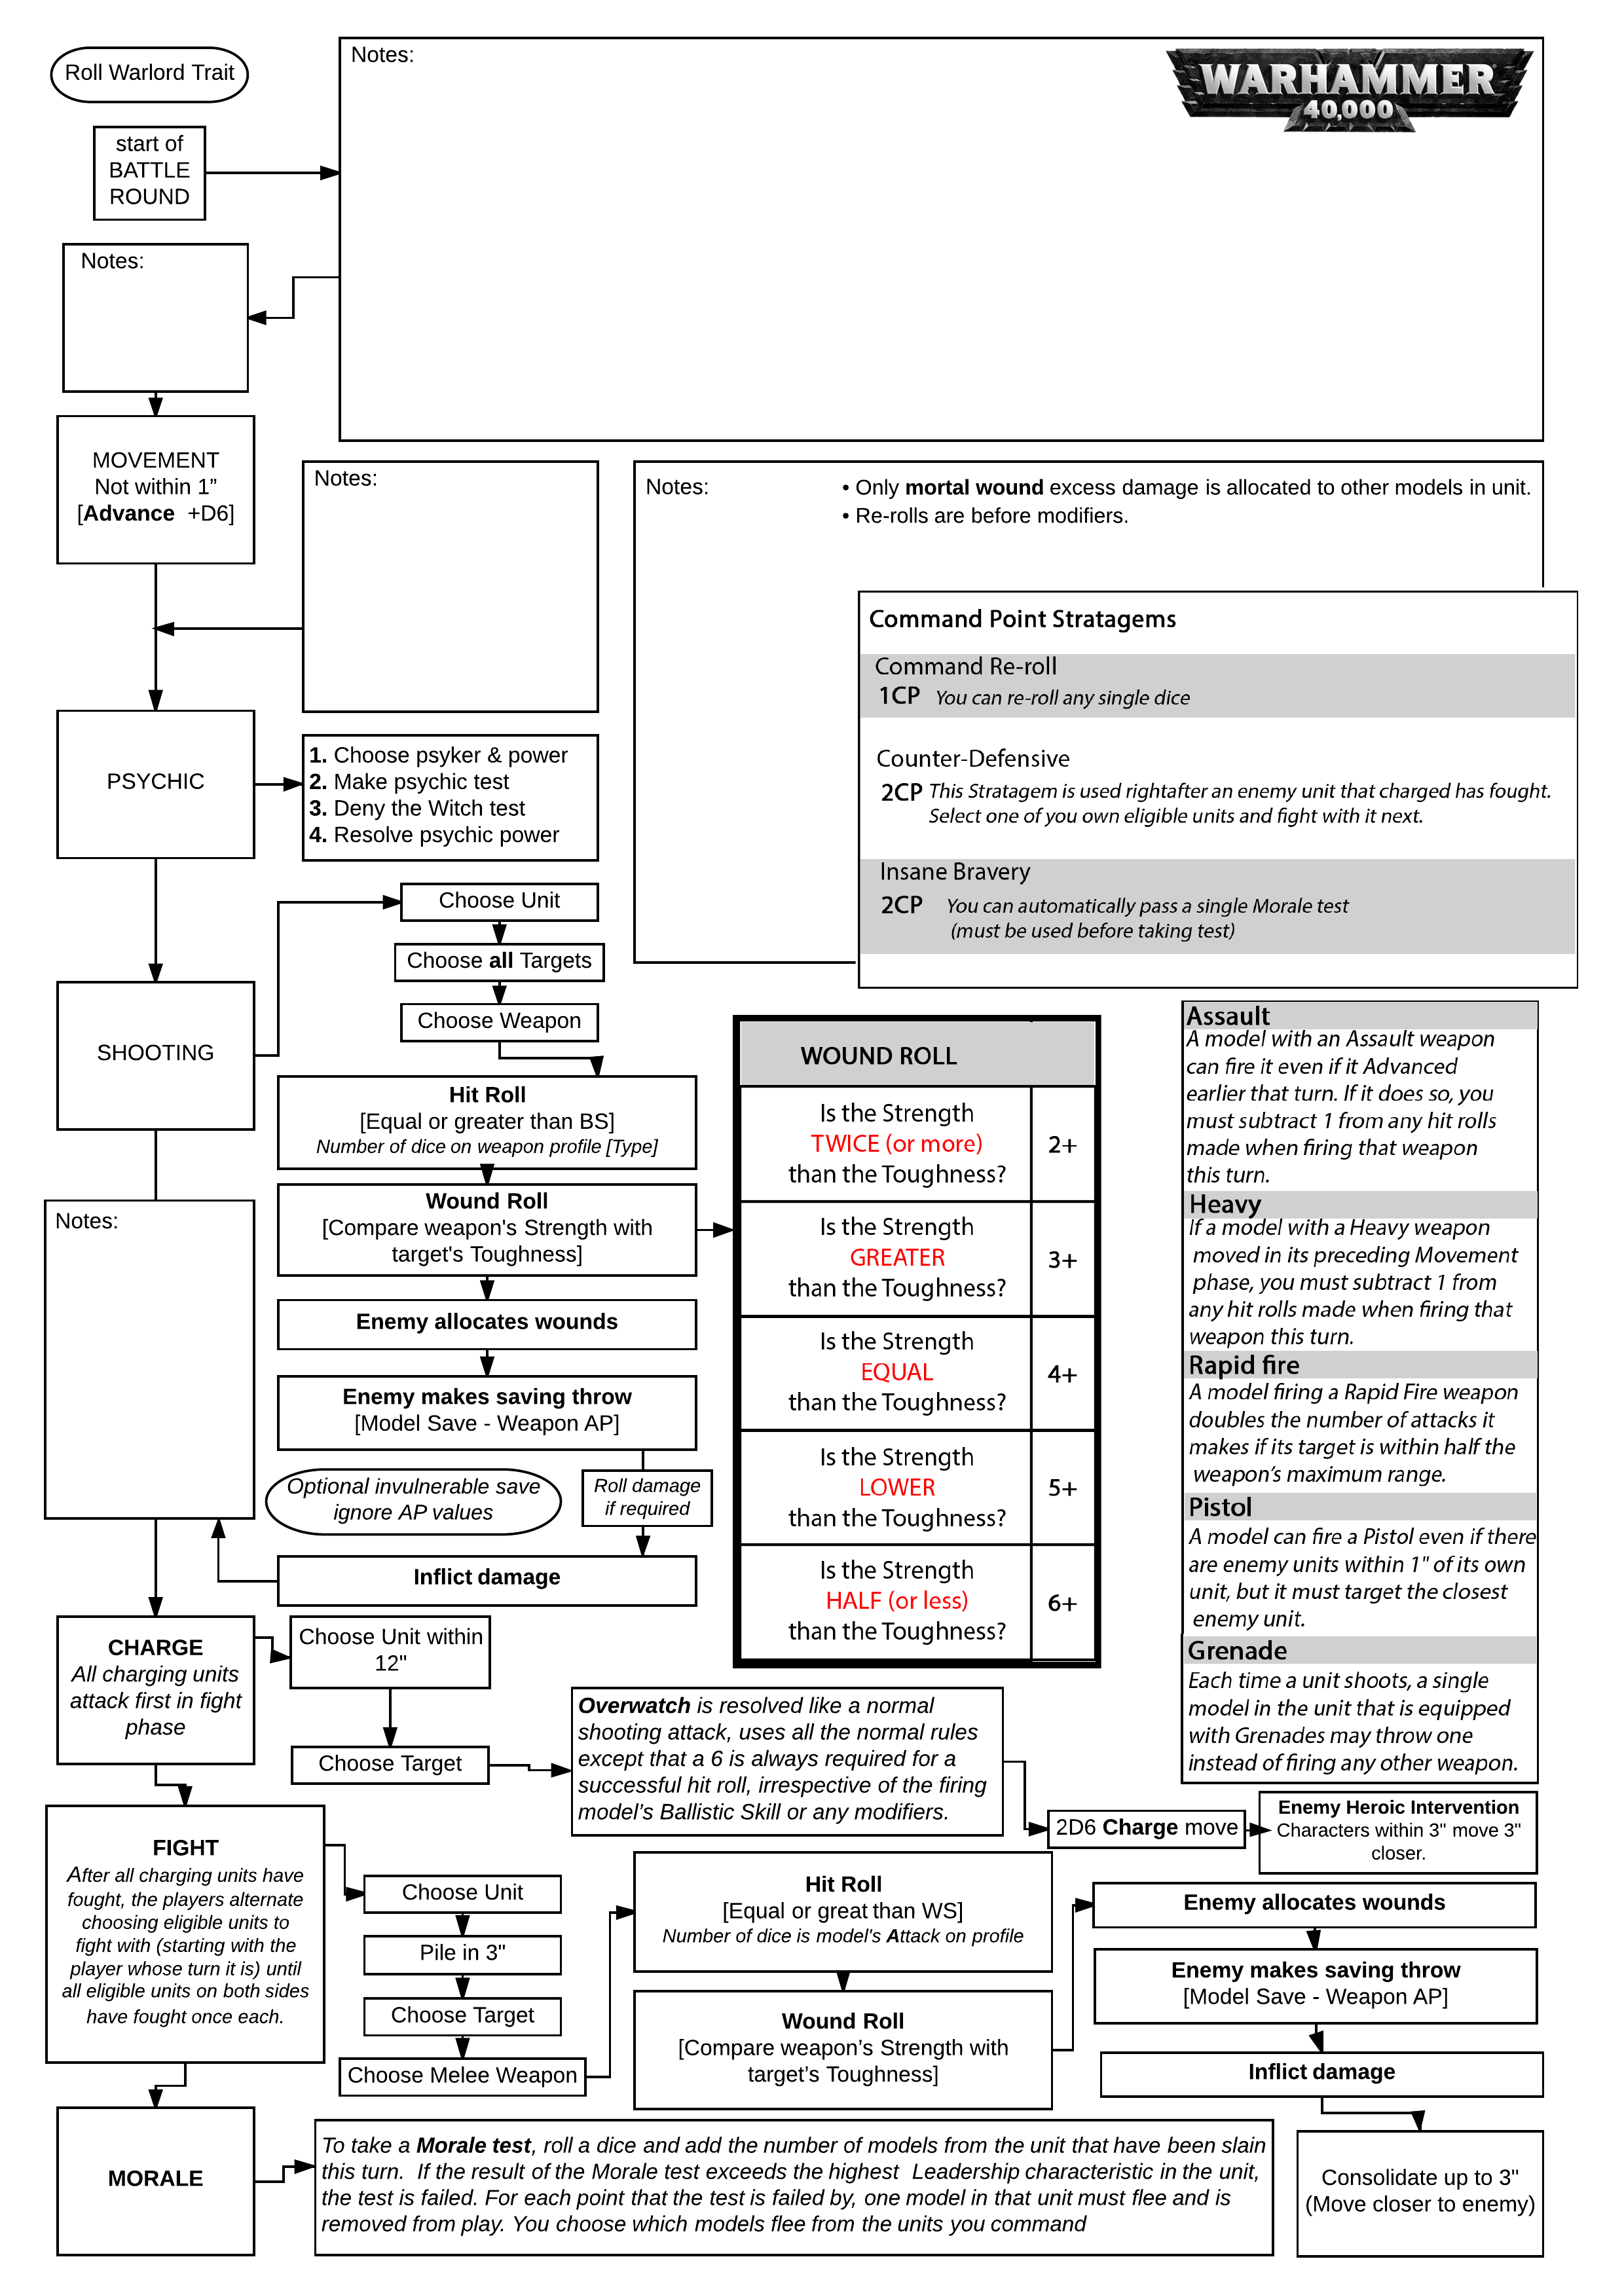 Roll Warlord Trait
Notes:
WARHAMMER
40,000
start of
BATTLE
ROUND
Notes:
MOVEMENT
Not within 1”
[Advance +D6]
Notes:
Notes:
• Only mortal wound excess damage is allocated to other models in unit.
• Re-rolls are before modifiers.
Command Point Stratagems
Command Re-roll
1CP You can re-roll any single dice
Counter-Defensive
2CP This Stratagem is used rightafter an enemy unit that charged has fought.
Select one of you own eligible units and fight with it next.
Insane Bravery
2CP You can automatically pass a single Morale test
(must be used before taking test)
PSYCHIC
1. Choose psyker & power
2. Make psychic test
3. Deny the Witch test
4. Resolve psychic power
SHOOTING
Choose Unit
Choose all Targets
Choose Weapon
Hit Roll
[Equal or greater than BS]
Number of dice on weapon profile [Type]
Wound Roll
[Compare weapon's Strength with
target's Toughness]
Enemy allocates wounds
Enemy makes saving throw
[Model Save - Weapon AP]
Optional invulnerable save
ignore AP values
Roll damage
if required
Inflict damage
Notes:
WOUND ROLL
Is the Strength
TWICE (or more)
than the Toughness?
2+
Is the Strength
GREATER
than the Toughness?
3+
Is the Strength
EQUAL
than the Toughness?
4+
Is the Strength
LOWER
than the Toughness?
5+
Is the Strength
HALF (or less)
than the Toughness?
6+
Assault
A model with an Assault weapon
can fire it even if it Advanced
earlier that turn. If it does so, you
must subtract 1 from any hit rolls
made when firing that weapon
this turn.
Heavy
If a model with a Heavy weapon
moved in its preceding Movement
phase, you must subtract 1 from
any hit rolls made when firing that
weapon this turn.
Rapid fire
A model firing a Rapid Fire weapon
doubles the number of attacks it
makes if its target is within half the
weapon’s maximum range.
Pistol
A model can fire a Pistol even if there
are enemy units within 1" of its own
unit, but it must target the closest
enemy unit.
Grenade
Each time a unit shoots, a single
model in the unit that is equipped
with Grenades may throw one
instead of firing any other weapon.
CHARGE
All charging units
attack first in fight
phase
Choose Unit within
12"
Choose Target
Overwatch is resolved like a normal
shooting attack, uses all the normal rules
except that a 6 is always required for a
successful hit roll, irrespective of the firing
model’s Ballistic Skill or any modifiers.
2D6 Charge move
Enemy Heroic Intervention
Characters within 3" move 3"
closer.
FIGHT
After all charging units have
fought, the players alternate
choosing eligible units to
fight with (starting with the
player whose turn it is) until
all eligible units on both sides
have fought once each.
Choose Unit
Pile in 3"
Choose Target
Choose Melee Weapon
Hit Roll
[Equal or great than WS]
Number of dice is model's Attack on profile
Wound Roll
[Compare weapon’s Strength with
target’s Toughness]
Enemy allocates wounds
Enemy makes saving throw
[Model Save - Weapon AP]
Inflict damage
Consolidate up to 3"
(Move closer to enemy)
MORALE
To take a Morale test, roll a dice and add the number of models from the unit that have been slain
this turn. If the result of the Morale test exceeds the highest Leadership characteristic in the unit,
the test is failed. For each point that the test is failed by, one model in that unit must flee and is
removed from play. You choose which models flee from the units you command